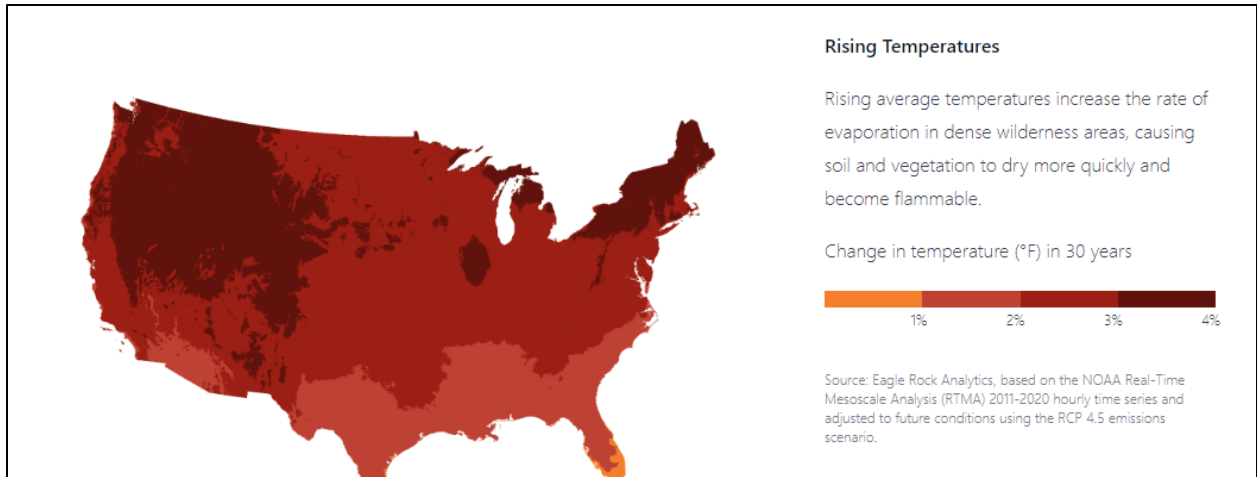 Rising Temperatures
Rising average temperatures increase the rate of
evaporation in dense wilderness areas, causing
soil and vegetation to dry more quickly and
become flammable.
Change in temperature (°F) in 30 years
1% 2% 3% 4%
Source: Eagle Rock Analytics, based on the NOAA Real-Time
Mesoscale Analysis (RTMA) 2011-2020 hourly time series and
adjusted to future conditions using the RCP 4.5 emissions
scenario.